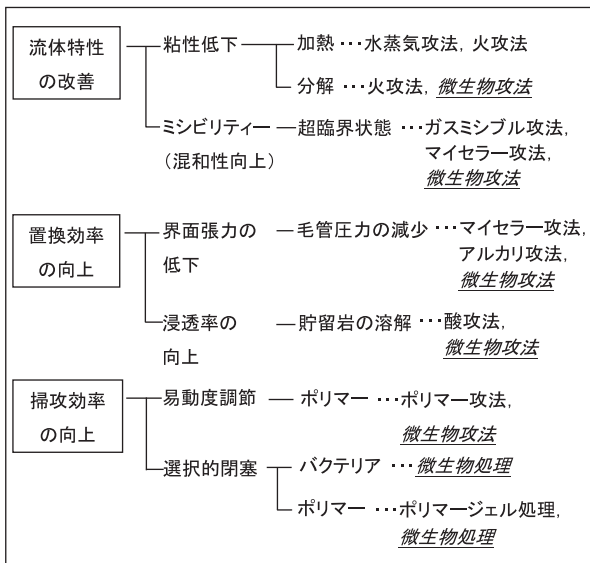 流体特性
の改善
粘性低下
加熱 ･･･水蒸気攻法, 火攻法
分解 ･･･火攻法, 微生物攻法
ミシビリティー
(混和性向上)
超臨界状態 ･･･ガスミシブル攻法,
マイセラー攻法,
微生物攻法
置換効率
の向上
界面張力の
低下
毛管圧力の減少 ･･･マイセラー攻法,
アルカリ攻法,
微生物攻法
浸透率の
向上
貯留岩の溶解 ･･･酸攻法,
微生物攻法
掃攻効率
の向上
易動度調節
ポリマー ･･･ポリマー攻法,
微生物攻法
選択的閉塞
バクテリア ･･･微生物処理
ポリマー ･･･ポリマージェル処理,
微生物処理